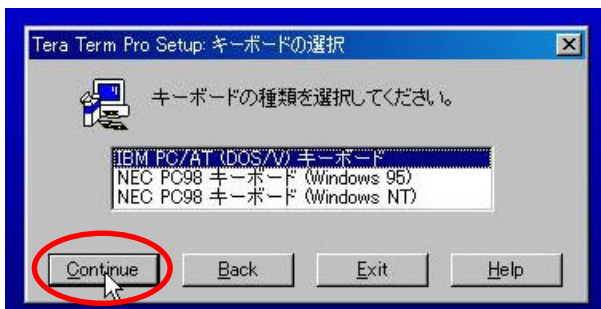 Tera Term Pro Setup: キーボードの選択
キーボードの種類を選択してください。
IBM PC/AT (DOS/V) キーボード
NEC PC98 キーボード (Windows 95)
NEC PC98 キーボード (Windows NT)
Continue Back Exit Help